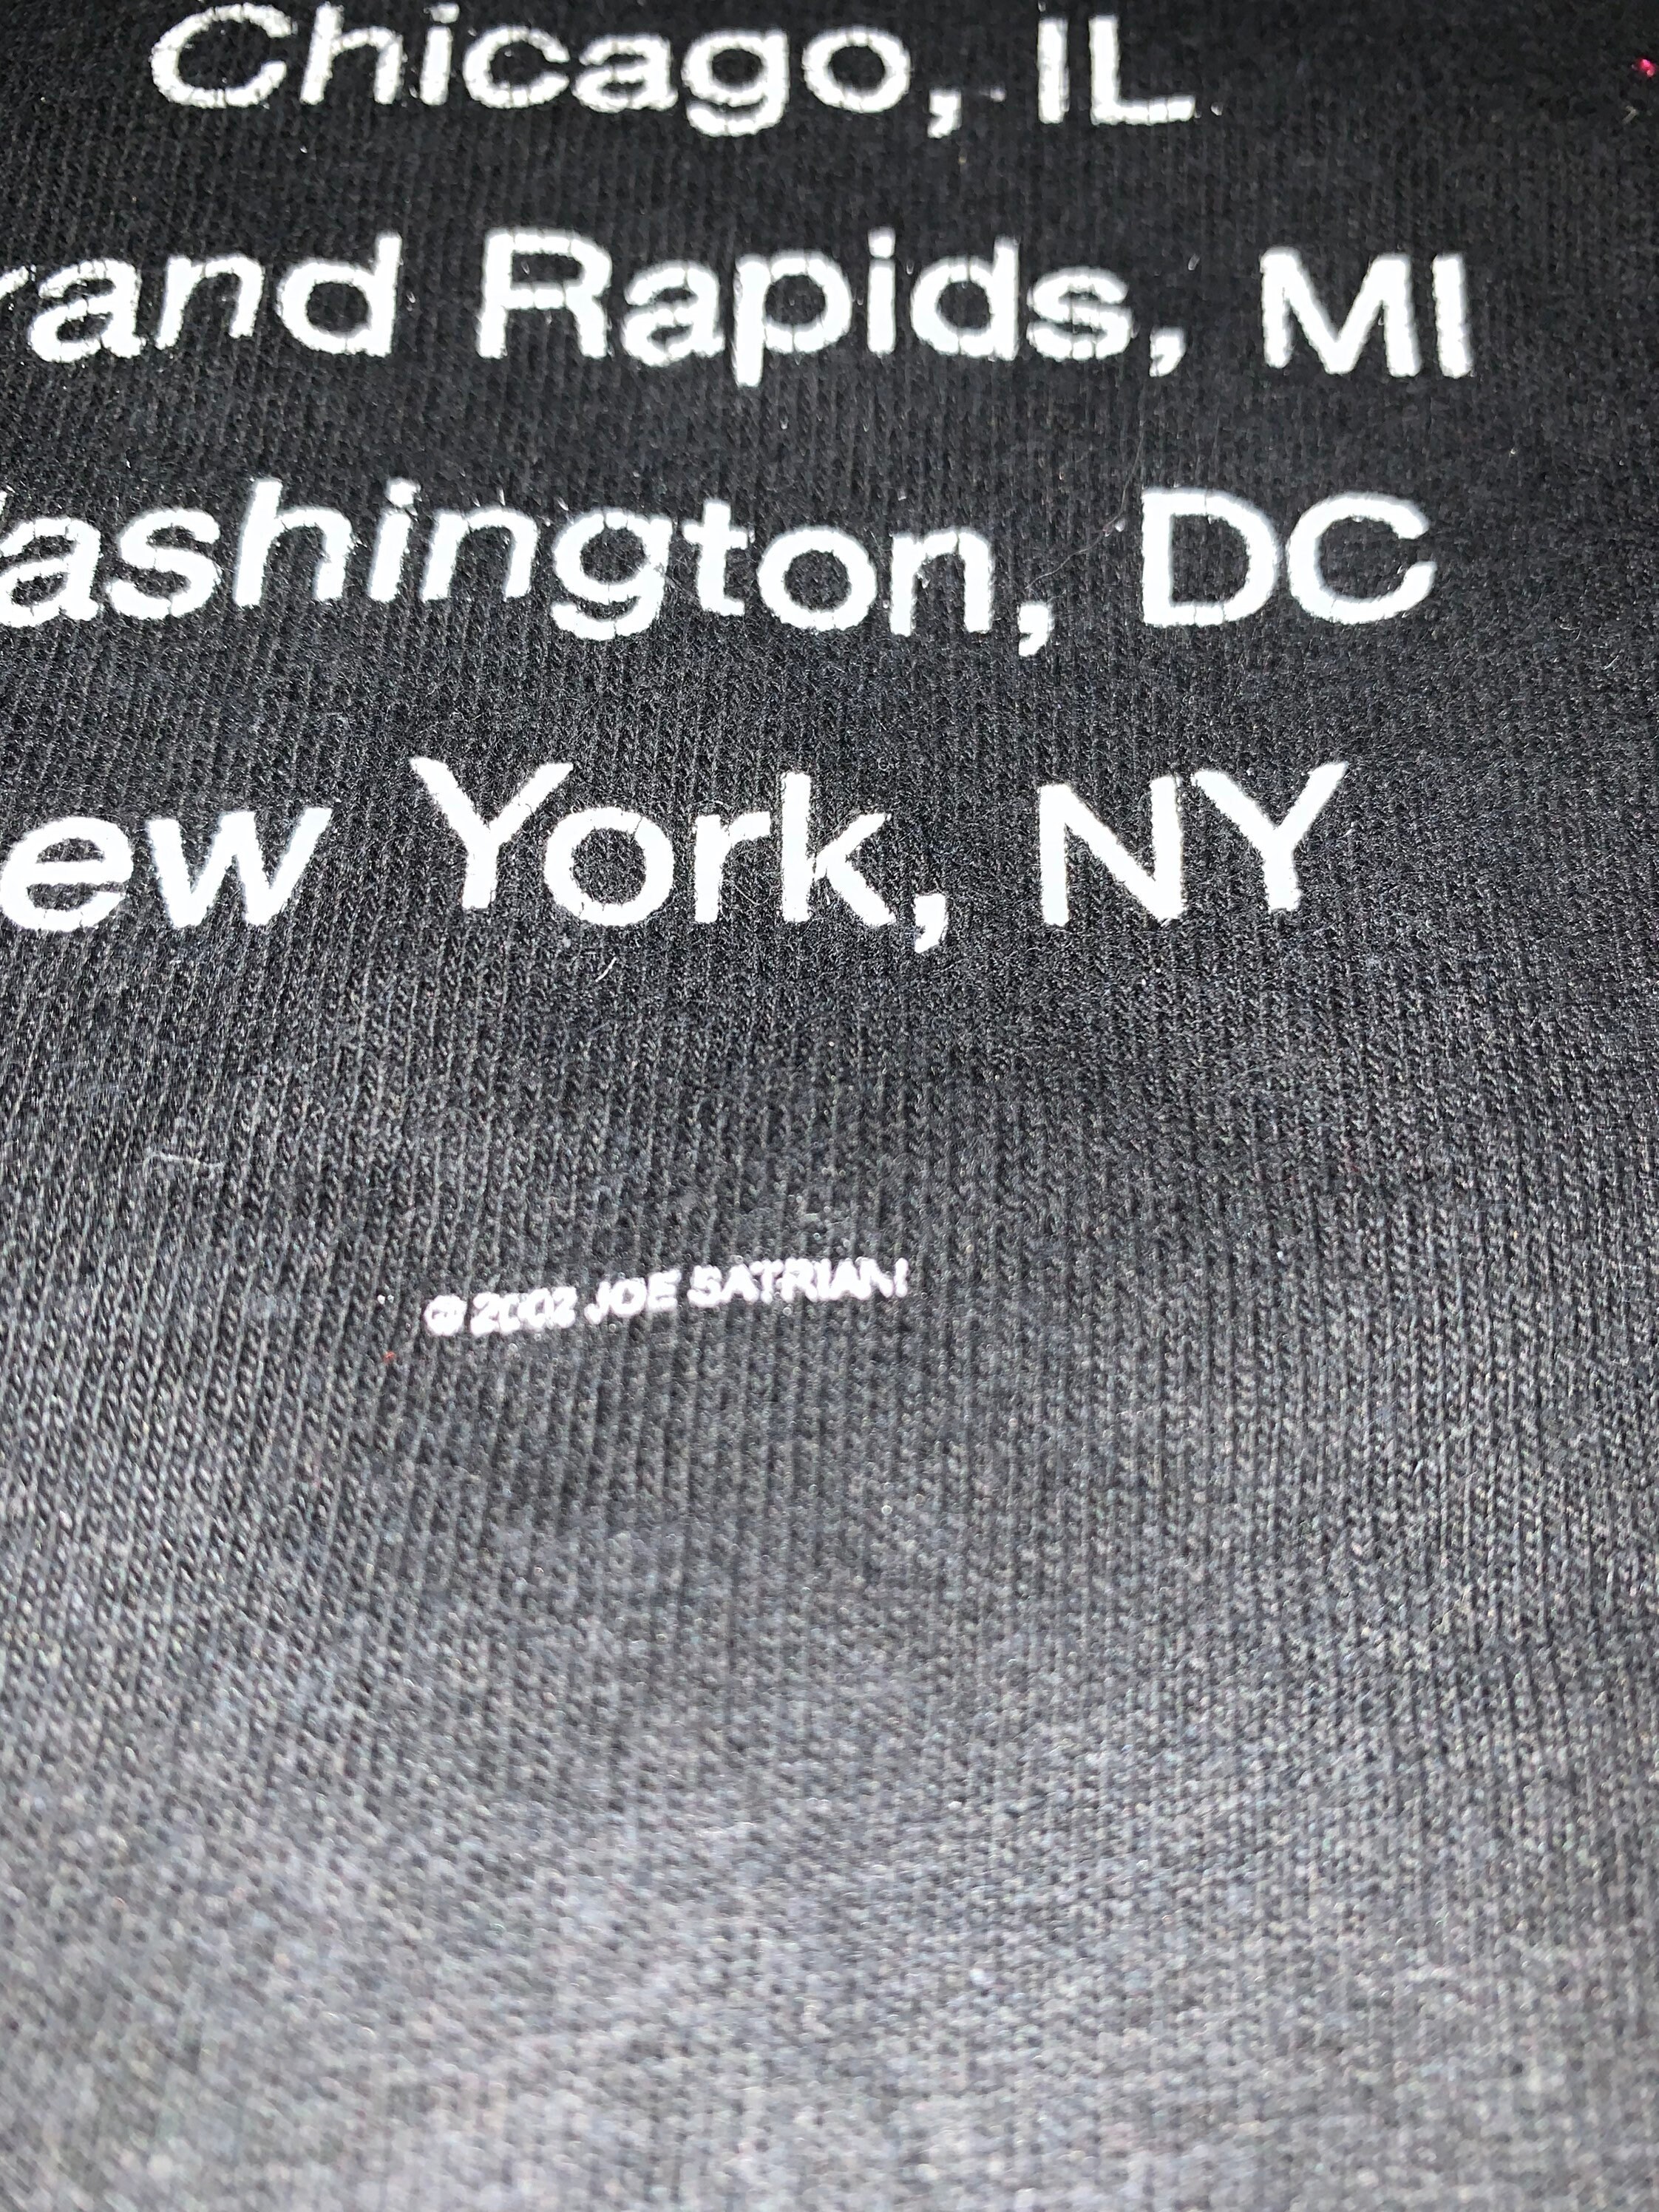 Chicago, IL
rand Rapids, MI
ashington, DC
ew York, NY
© 2002 JOE SATRIANI